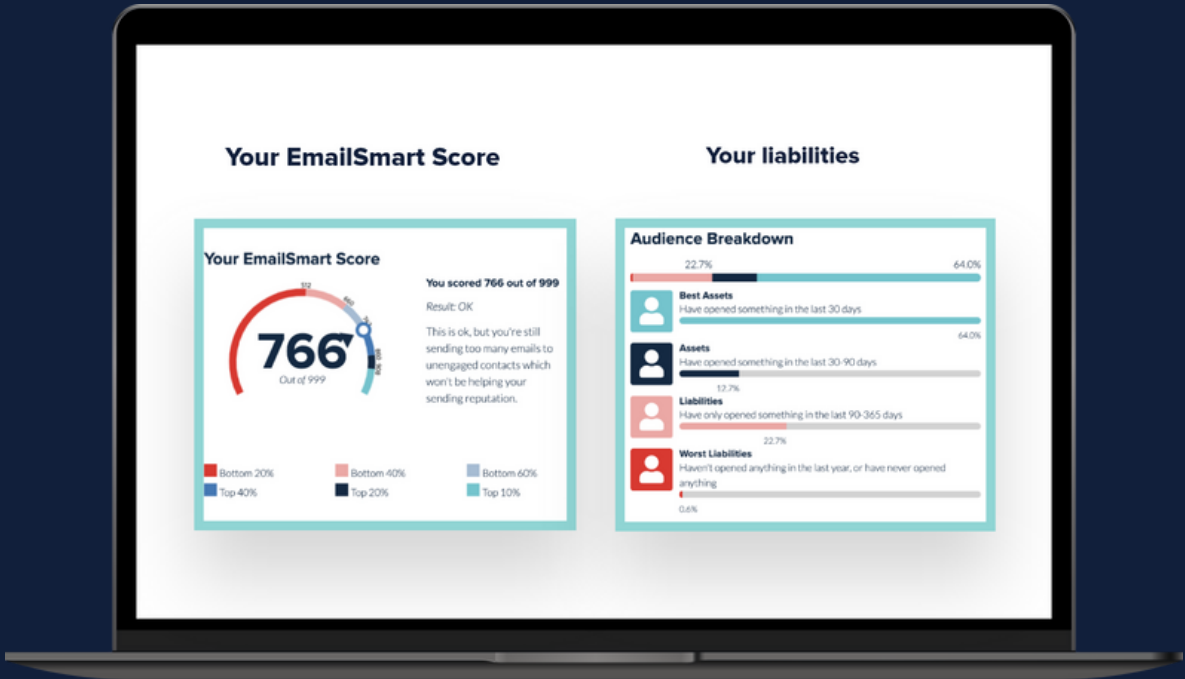 Your EmailSmart Score
Your EmailSmart Score
512
660
766
Out of 999
You scored 766 out of 999
Result: OK
This is ok, but you're still
sending too many emails to
unengaged contacts which
won't be helping your
sending reputation.
Bottom 20%
Bottom 40%
Bottom 60%
Top 40%
Top 20%
Top 10%
Your liabilities
Audience Breakdown
22.7%
64.0%
Best Assets
Have opened something in the last 30 days
64.0%
Assets
Have opened something in the last 30-90 days
12.7%
Liabilities
Have only opened something in the last 90-365 days
22.7%
Worst Liabilities
Haven't opened anything in the last year, or have never opened
anything
0.6%